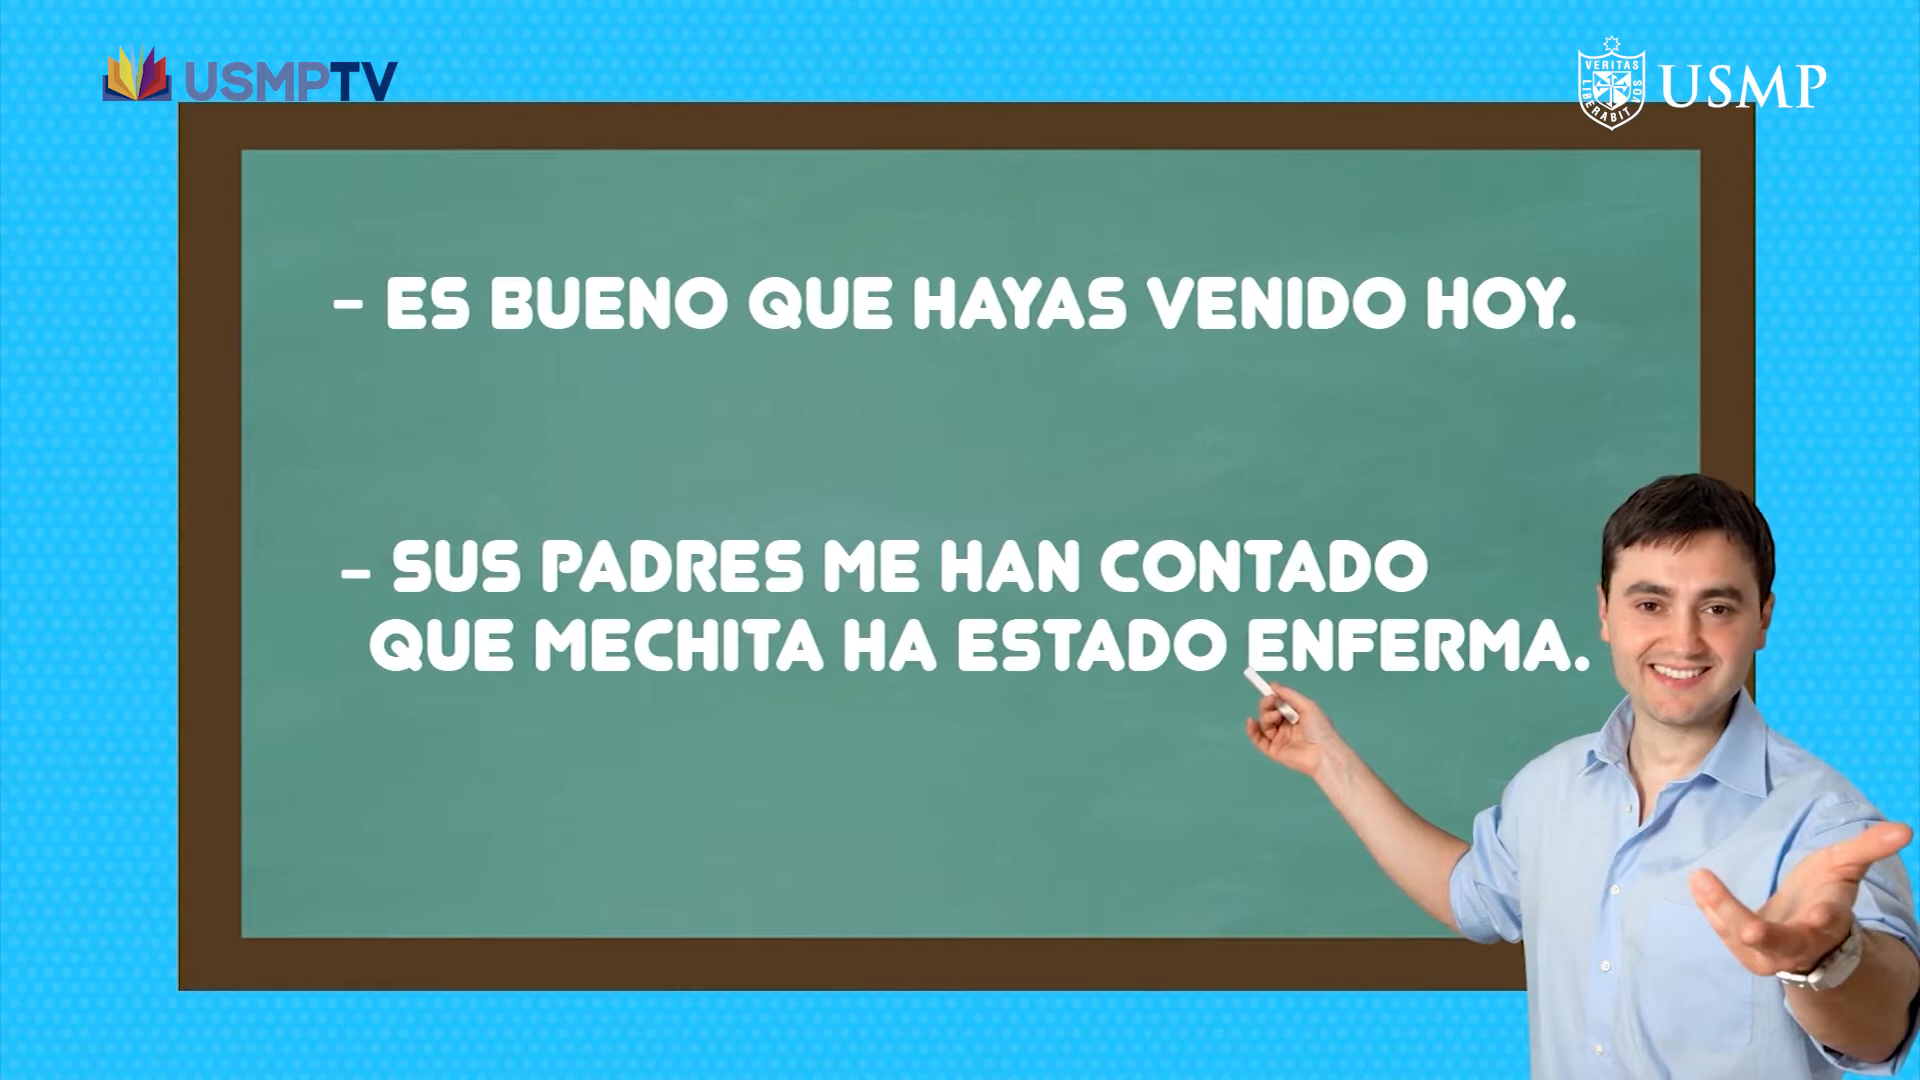 USMPTV
VERITAS
LIBERABIT VOS
USMP
- ES BUENO QUE HAYAS VENIDO HOY.
- SUS PADRES ME HAN CONTADO
QUE MECHITA HA ESTADO ENFERMA.